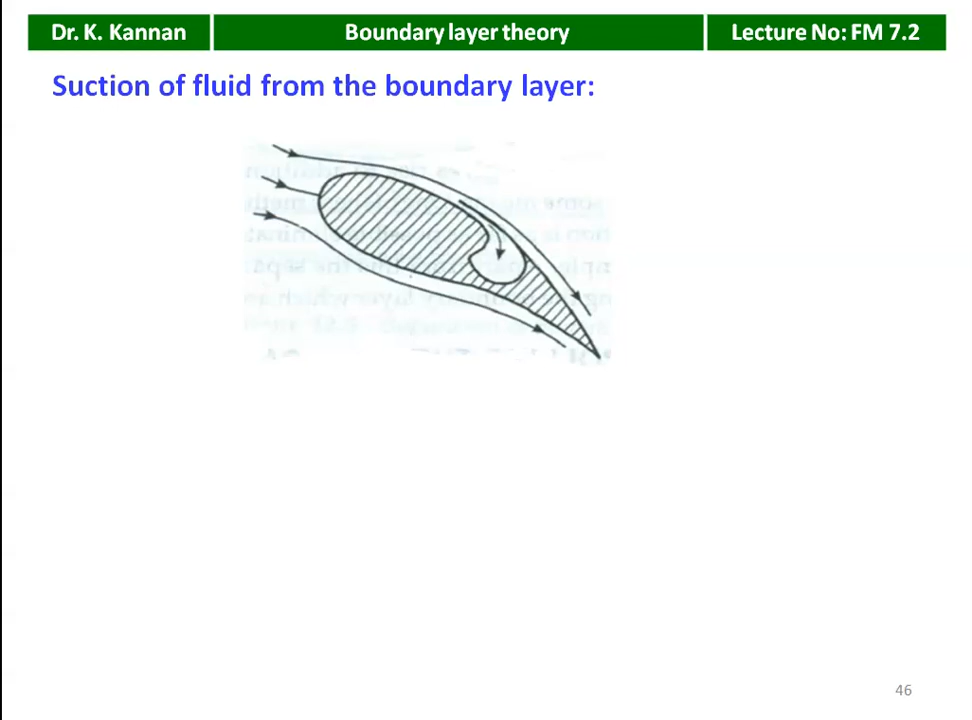 Dr. K. Kannan
Boundary layer theory
Lecture No: FM 7.2
Suction of fluid from the boundary layer:
46